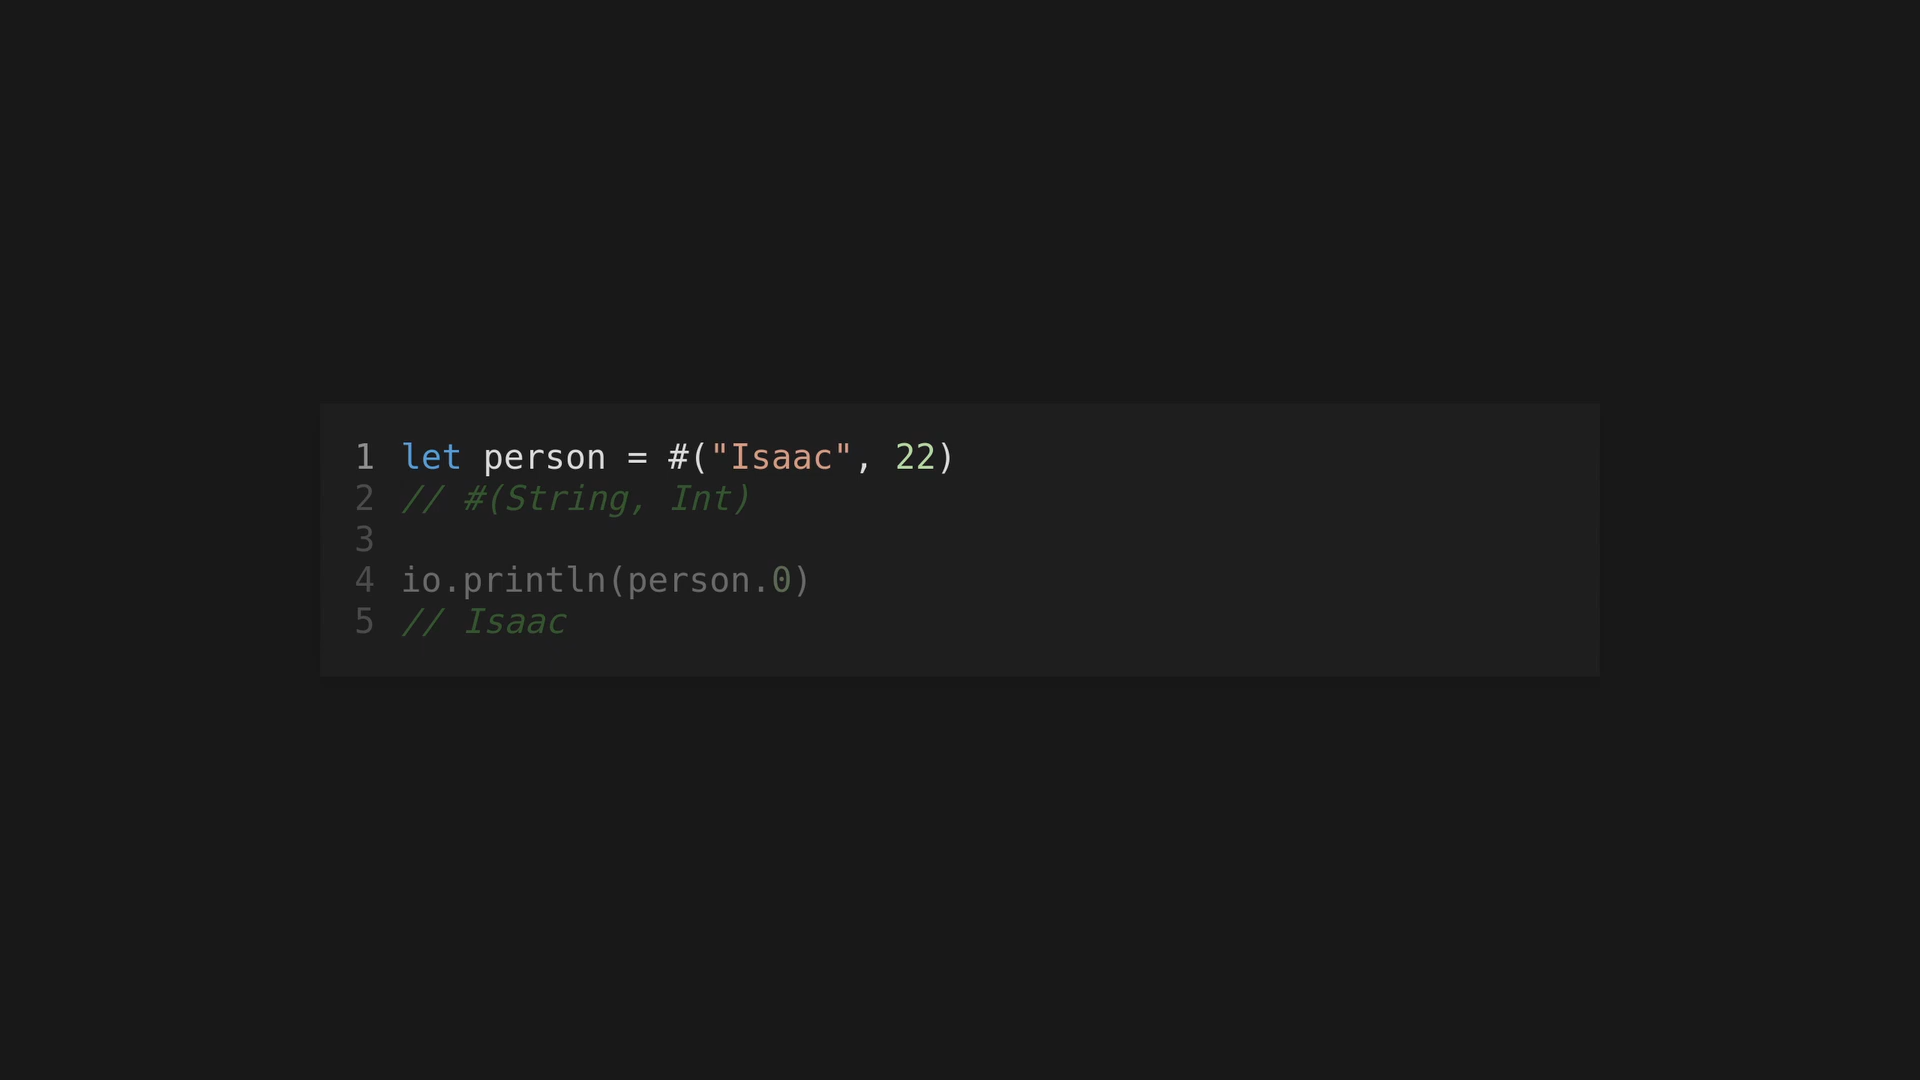 1 let person = #("Isaac", 22)
2 // #(String, Int)
3
4 io.println(person.0)
5 // Isaac